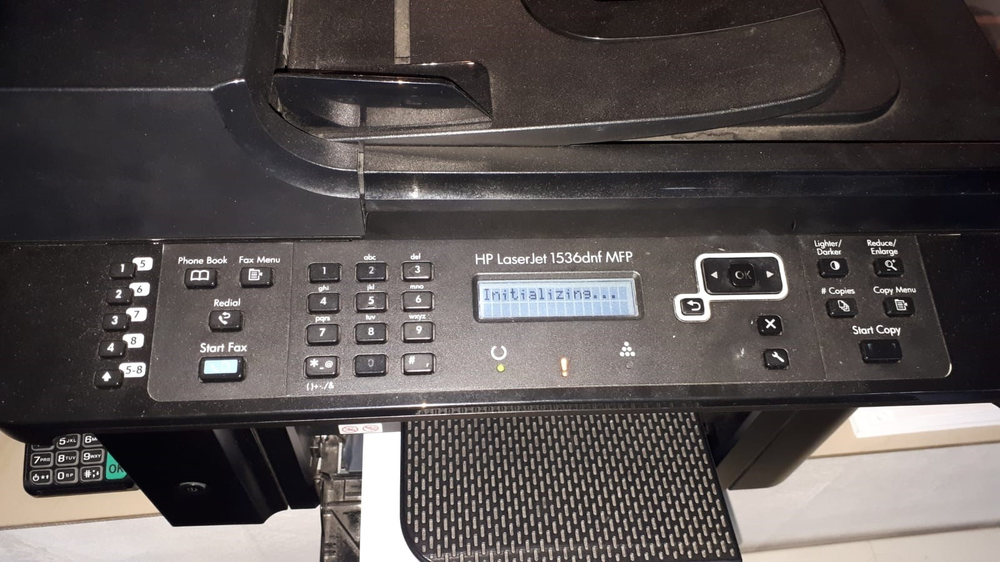 HP LaserJet 1536dnf MFP
Initializing...
1 5
2 6
3 7
4 8
5-8
Phone Book Fax Menu
Redial
Start Fax
abc def
1 2 3
ghi jkl mno
4 5 6
pqrs tuv wxyz
7 8 9
*_@ 0 # ,
()+-./&
OK
Lighter/
Darker
Reduce/
Enlarge
# Copies Copy Menu
Start Copy
5JKL
7PRS 8TUV 9WXY
0SP
OK